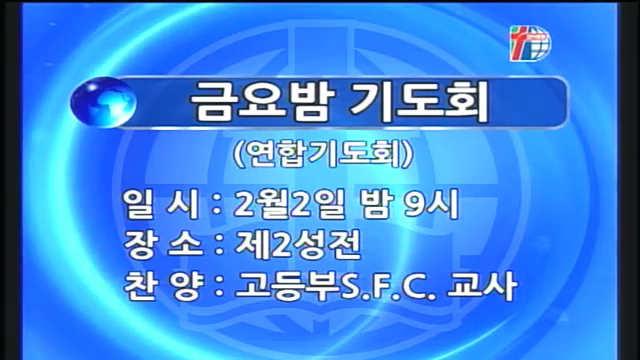 금요밤 기도회
(연합기도회)
일 시 : 2월2일 밤 9시
장 소 : 제2성전
찬 양 : 고등부S.F.C. 교사